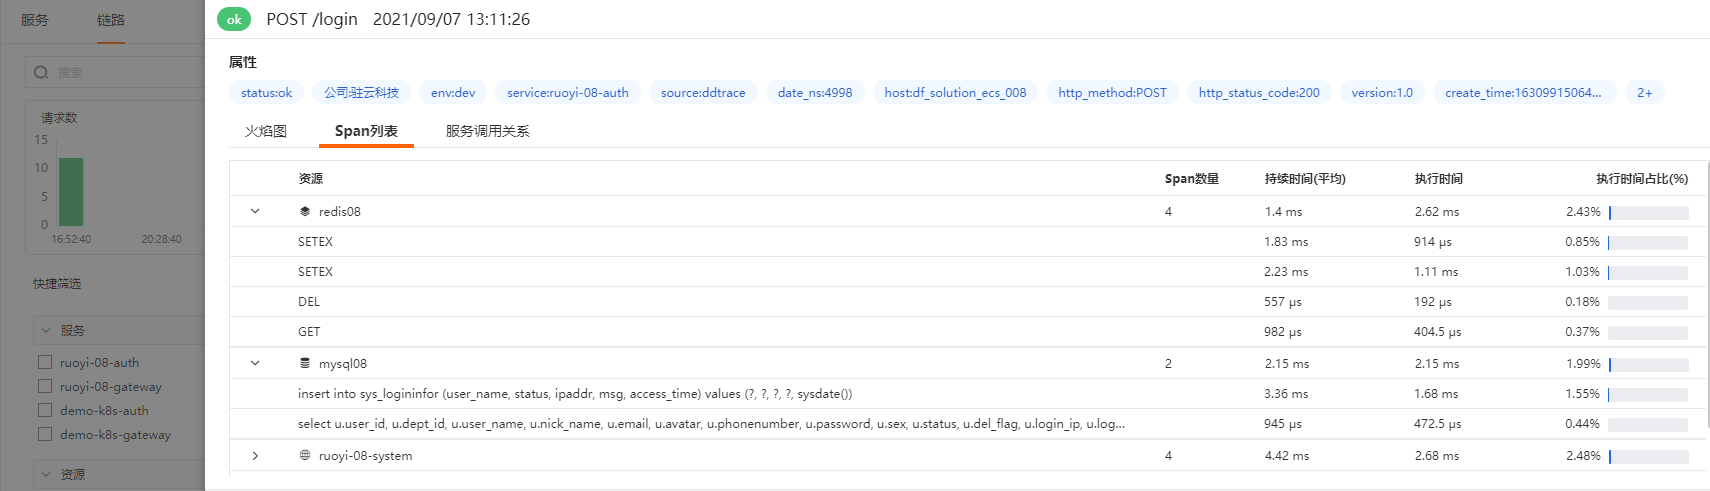 服务 链路
搜索
请求数
15
10
5
0
16:52:40 20:28:40
快捷筛选
服务
ruoyi-08-auth
ruoyi-08-gateway
demo-k8s-auth
demo-k8s-gateway
资源
ok POST /login 2021/09/07 13:11:26
属性
status:ok 公司:驻云科技 env:dev service:ruoyi-08-auth source:ddtrace date_ns:4998 host:df_solution_ecs_008 http_method:POST http_status_code:200 version:1.0 create_time:16309915064... 2+
火焰图 Span列表 服务调用关系
资源 Span数量 持续时间(平均) 执行时间 执行时间占比(%)
redis08 4 1.4 ms 2.62 ms 2.43%
SETEX 1.83 ms 914 μs 0.85%
SETEX 2.23 ms 1.11 ms 1.03%
DEL 557 μs 192 μs 0.18%
GET 982 μs 404.5 μs 0.37%
mysql08 2 2.15 ms 2.15 ms 1.99%
insert into sys_logininfor (user_name, status, ipaddr, msg, access_time) values (?, ?, ?, ?, sysdate()) 3.36 ms 1.68 ms 1.55%
select u.user_id, u.dept_id, u.user_name, u.nick_name, u.email, u.avatar, u.phonenumber, u.password, u.sex, u.status, u.del_flag, u.login_ip, u.log... 945 μs 472.5 μs 0.44%
ruoyi-08-system 4 4.42 ms 2.68 ms 2.48%